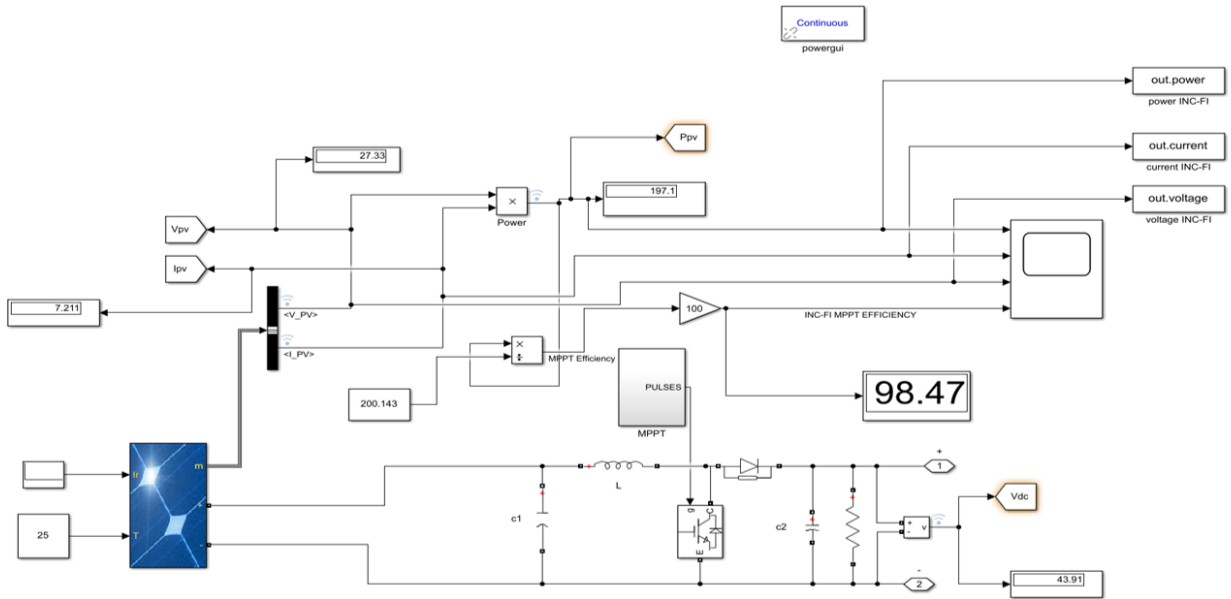 Continuous
powergui
out.power
power INC-FI
Ppv
out.current
current INC-FI
27.33
197.1
out.voltage
voltage INC-FI
×
Power
Vpv
Ipv
7.211
<V_PV>
100
INC-FI MPPT EFFICIENCY
<I_PV>
×
÷
MPPT Efficiency
200.143
PULSES
MPPT
98.47
m
Ir
+
1
L
+
Vdc
c1
g
C
c2
25
T
-
E
+
-
v
-
2
43.91